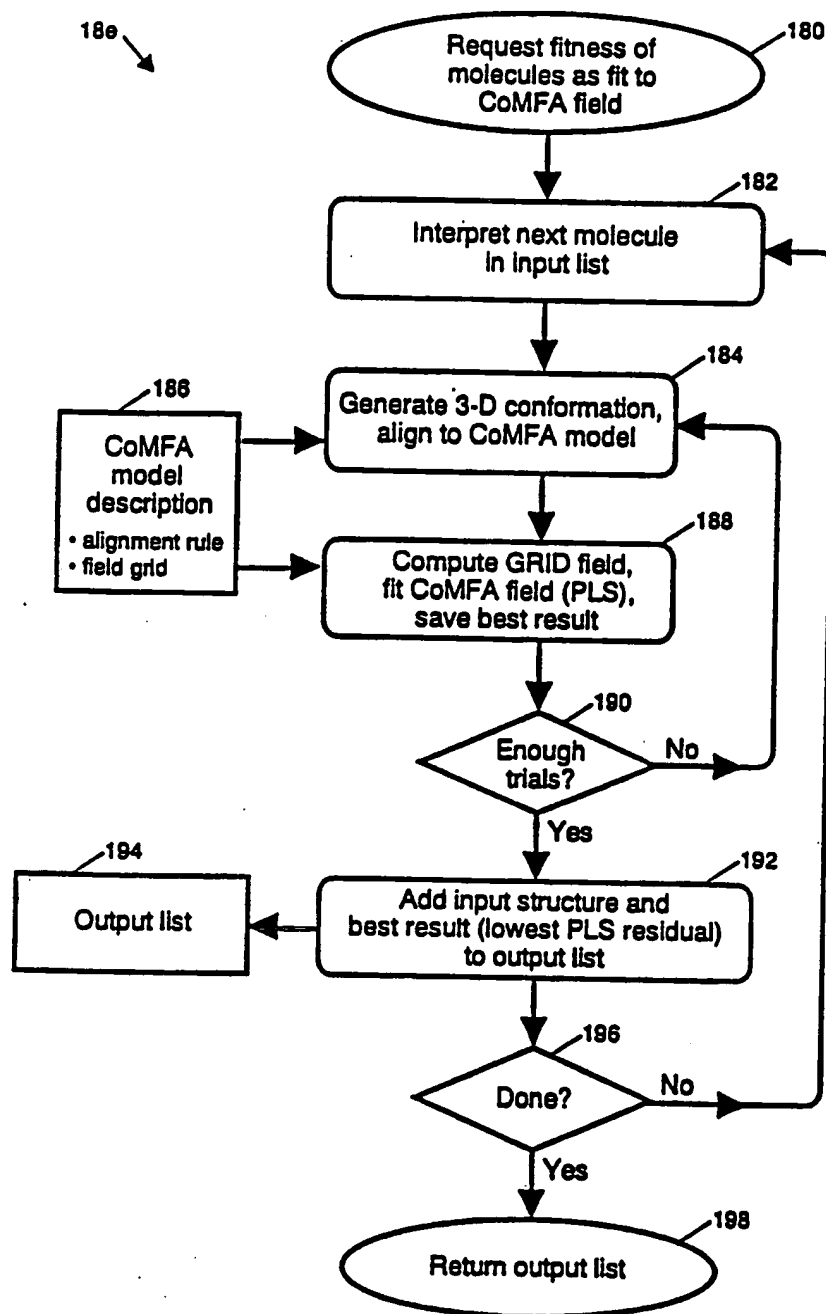 18e
180
Request fitness of
molecules as fit to
CoMFA field
182
Interpret next molecule
in input list
184
Generate 3-D conformation,
align to CoMFA model
186
CoMFA
model
description
• alignment rule
• field grid
188
Compute GRID field,
fit CoMFA field (PLS),
save best result
190
Enough
trials?
No
Yes
192
Add input structure and
best result (lowest PLS residual)
to output list
194
Output list
196
Done?
No
Yes
198
Return output list